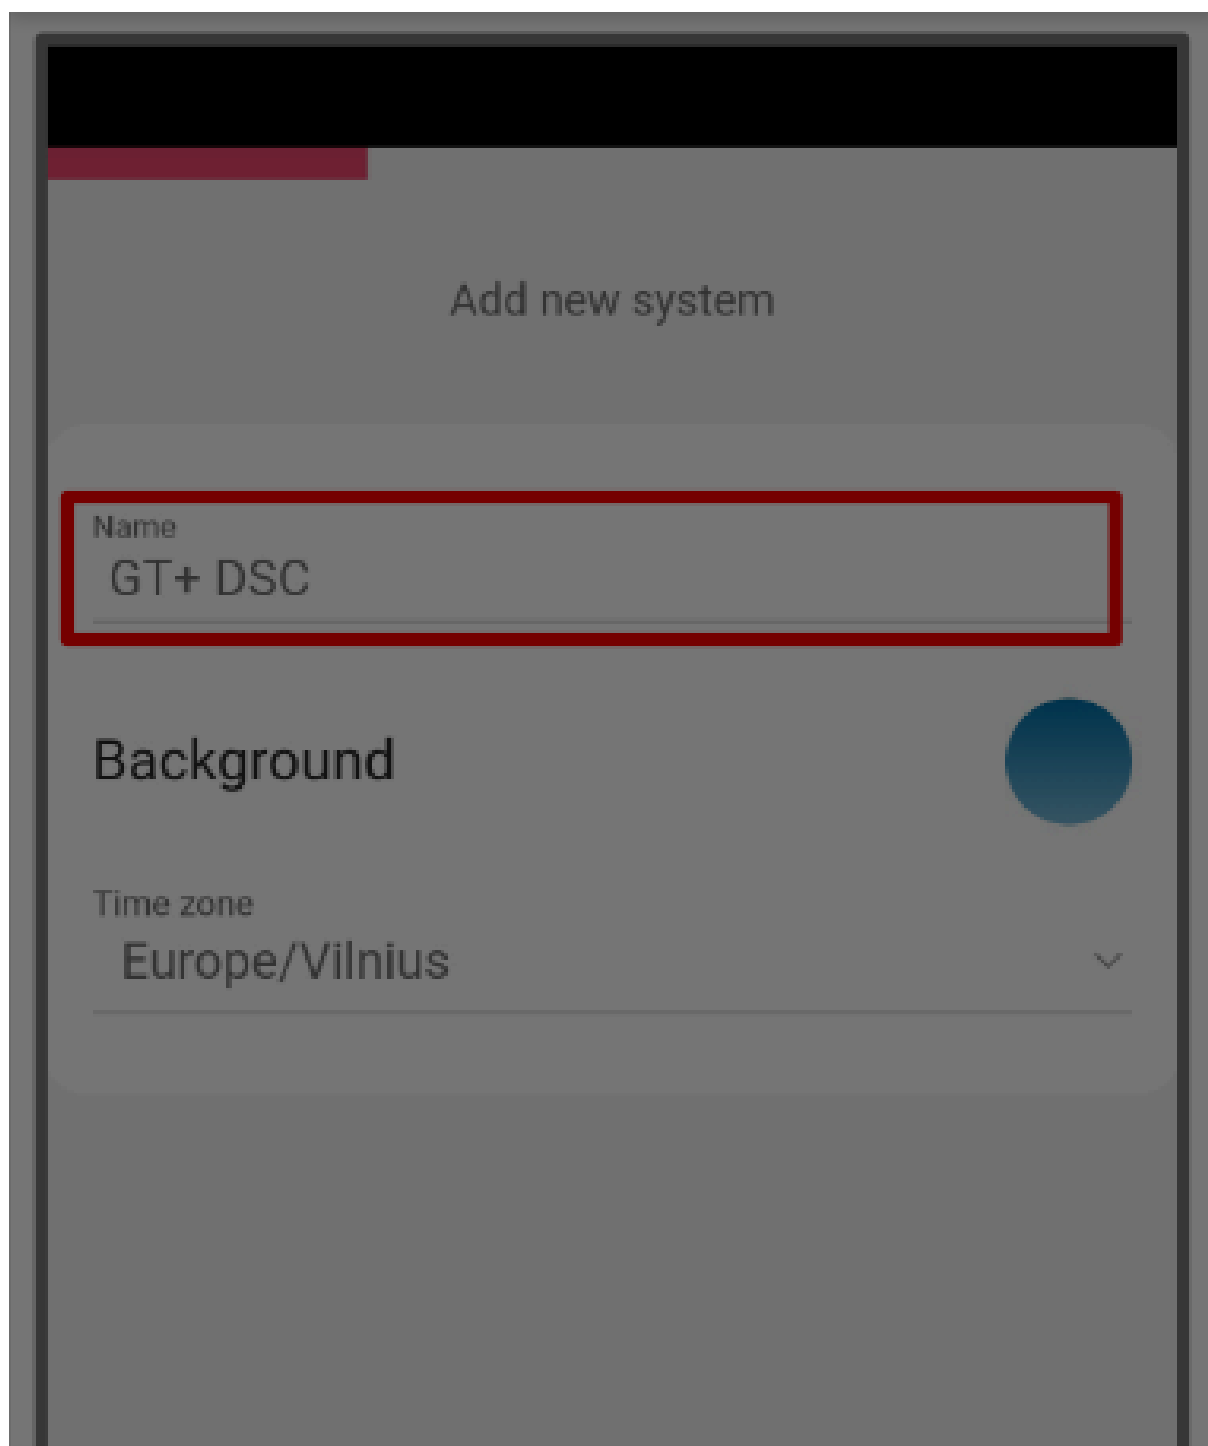 Add new system
Name
GT+ DSC
Background
Time zone
Europe/Vilnius